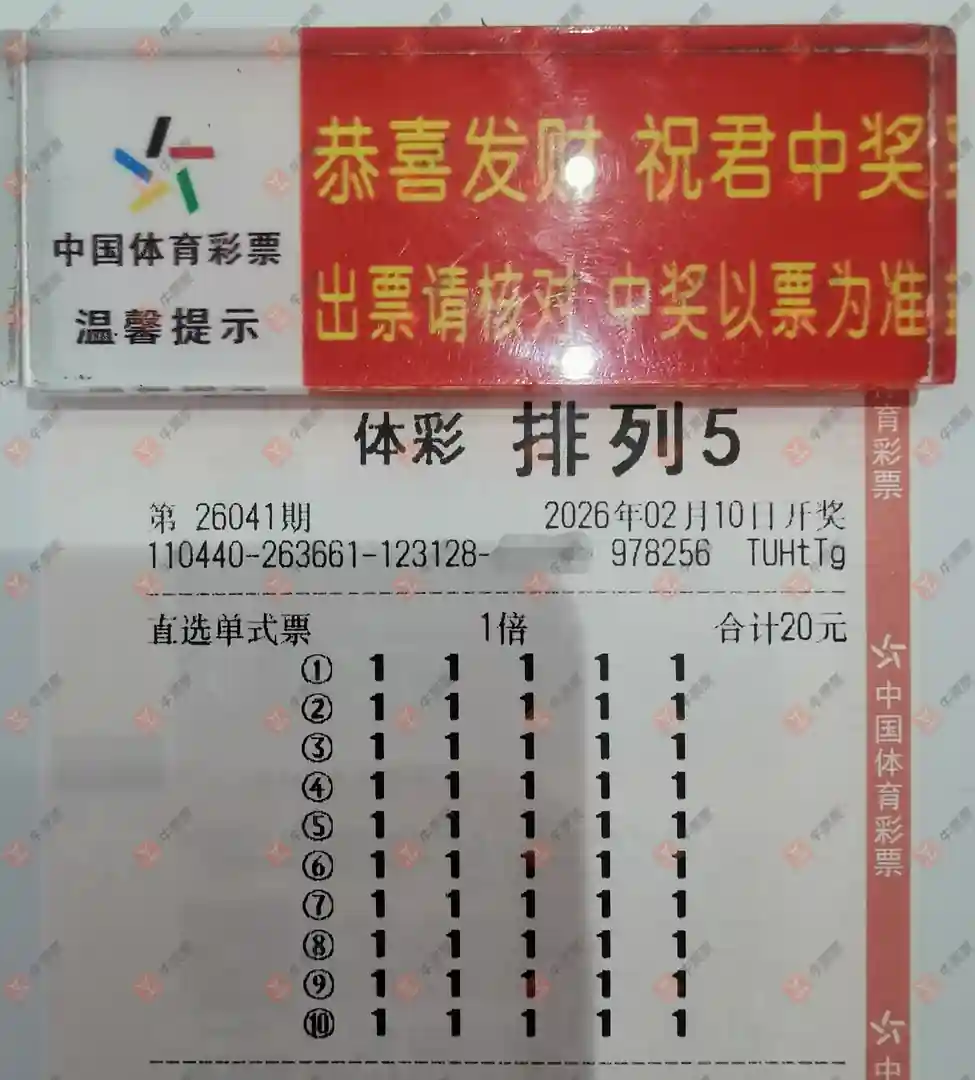 恭喜发财 祝君中奖
中国体育彩票
温馨提示
出票请核对 中奖以票为准
体彩 排列5
第 26041期 2026年02月10日开奖
110440-263661-123128- 978256 TUHtTg
直选单式票 1倍 合计20元
① 1 1 1 1 1
② 1 1 1 1 1
③ 1 1 1 1 1
④ 1 1 1 1 1
⑤ 1 1 1 1 1
⑥ 1 1 1 1 1
⑦ 1 1 1 1 1
⑧ 1 1 1 1 1
⑨ 1 1 1 1 1
⑩ 1 1 1 1 1
育彩票
中国体育彩票
中